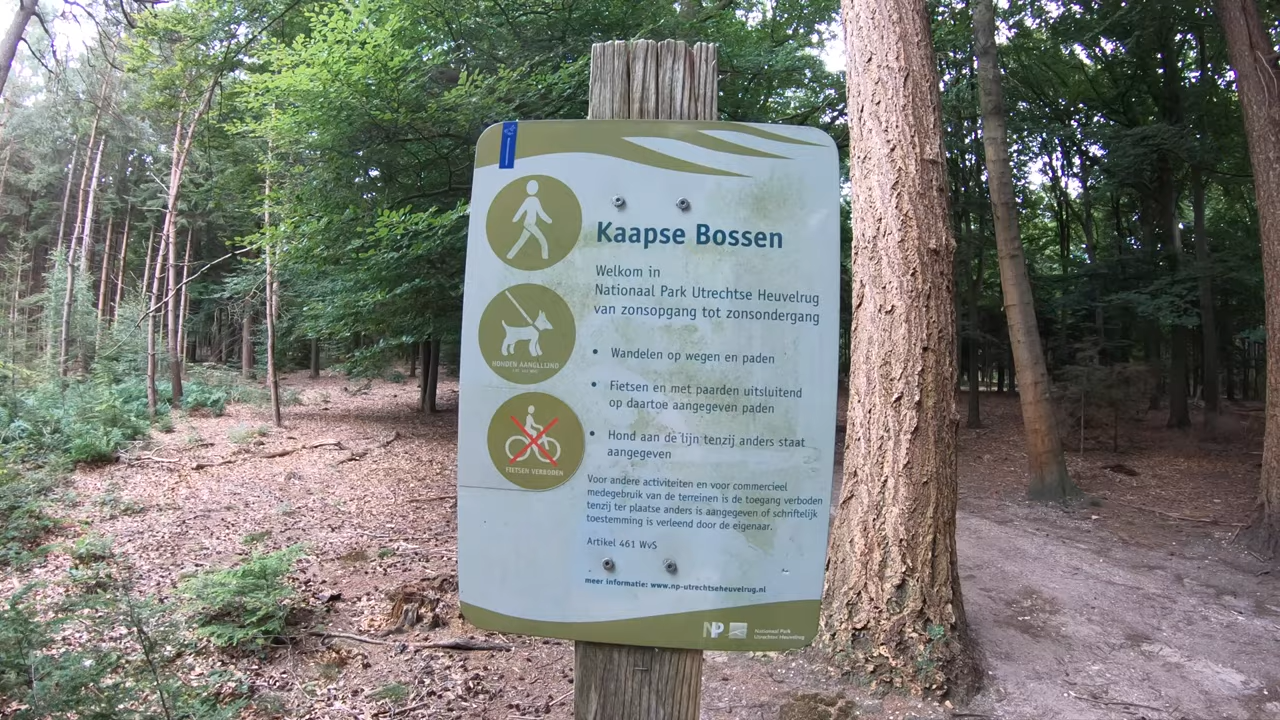 Kaapse Bossen
Welkom in
Nationaal Park Utrechtse Heuvelrug
van zonsopgang tot zonsondergang
• Wandelen op wegen en paden
• Fietsen en met paarden uitsluitend
op daartoe aangegeven paden
• Hond aan de lijn tenzij anders staat
aangegeven
HONDEN AANGELIJND
FIETSEN VERBODEN
Voor andere activiteiten en voor commercieel
medegebruik van de terreinen is de toegang verboden
tenzij ter plaatse anders is aangegeven of schriftelijk
toestemming is verleend door de eigenaar.
Artikel 461 WvS
meer informatie: www.np-utrechtseheuvelrug.nl
NP
Nationaal Park
Utrechtse Heuvelrug